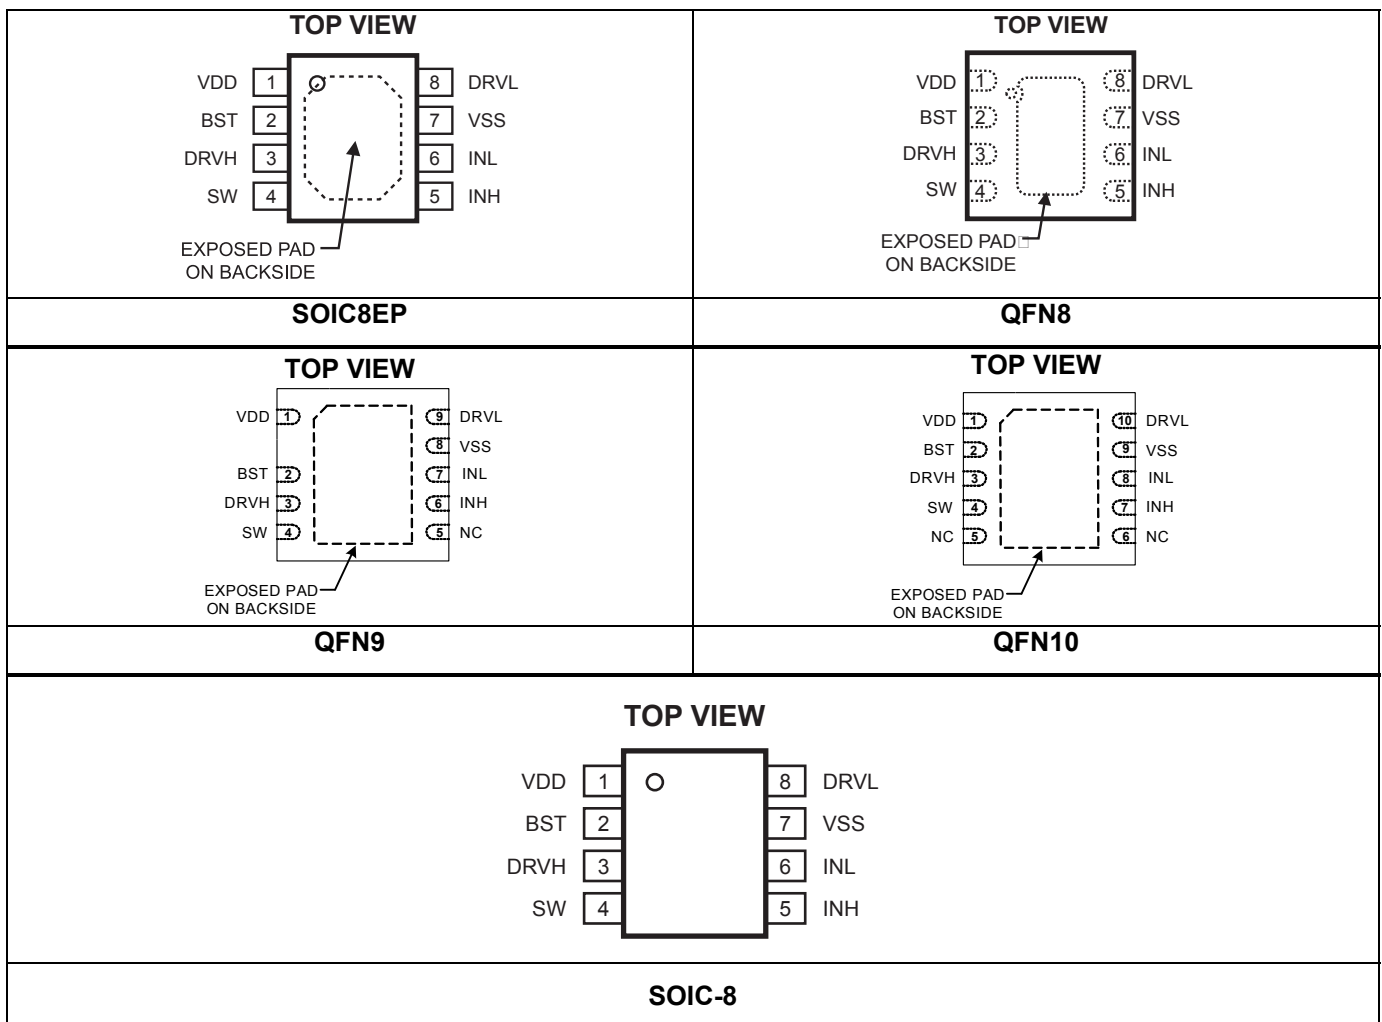 TOP VIEW
VDD 1 8 DRVL
BST 2 7 VSS
DRVH 3 6 INL
SW 4 5 INH
EXPOSED PAD
ON BACKSIDE
SOIC8EP
TOP VIEW
VDD 1 8 DRVL
BST 2 7 VSS
DRVH 3 6 INL
SW 4 5 INH
EXPOSED PAD□
ON BACKSIDE
QFN8
TOP VIEW
VDD 1 9 DRVL
8 VSS
BST 2 7 INL
DRVH 3 6 INH
SW 4 5 NC
EXPOSED PAD
ON BACKSIDE
QFN9
TOP VIEW
VDD 1 10 DRVL
BST 2 9 VSS
DRVH 3 8 INL
SW 4 7 INH
NC 5 6 NC
EXPOSED PAD
ON BACKSIDE
QFN10
TOP VIEW
VDD 1 8 DRVL
BST 2 7 VSS
DRVH 3 6 INL
SW 4 5 INH
SOIC-8